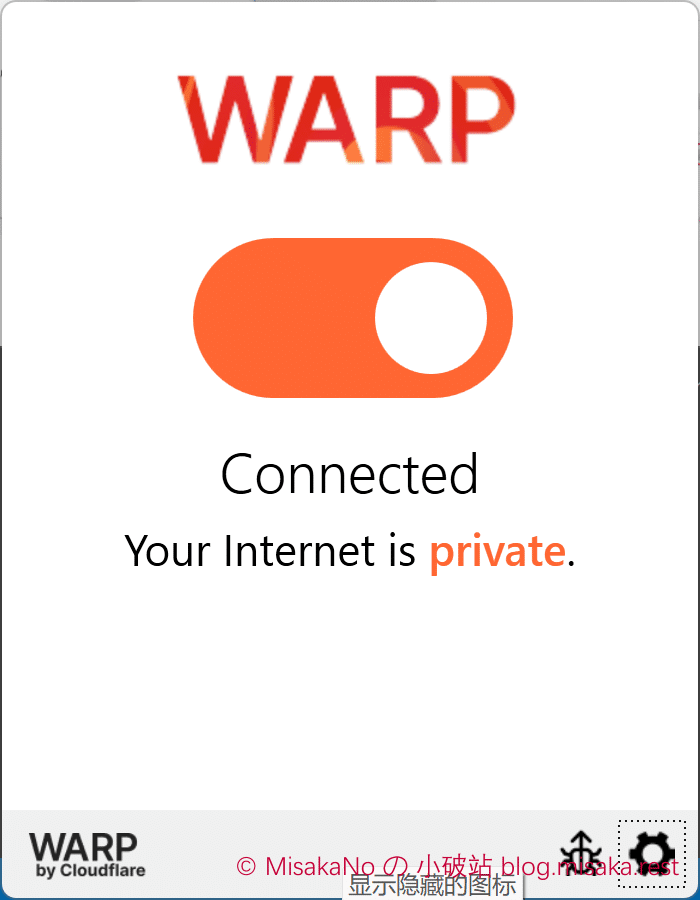 WARP
Connected
Your Internet is private.
WARP
by Cloudflare
© MisakaNo の 小破站 blog.misaka.rest
显示隐藏的图标